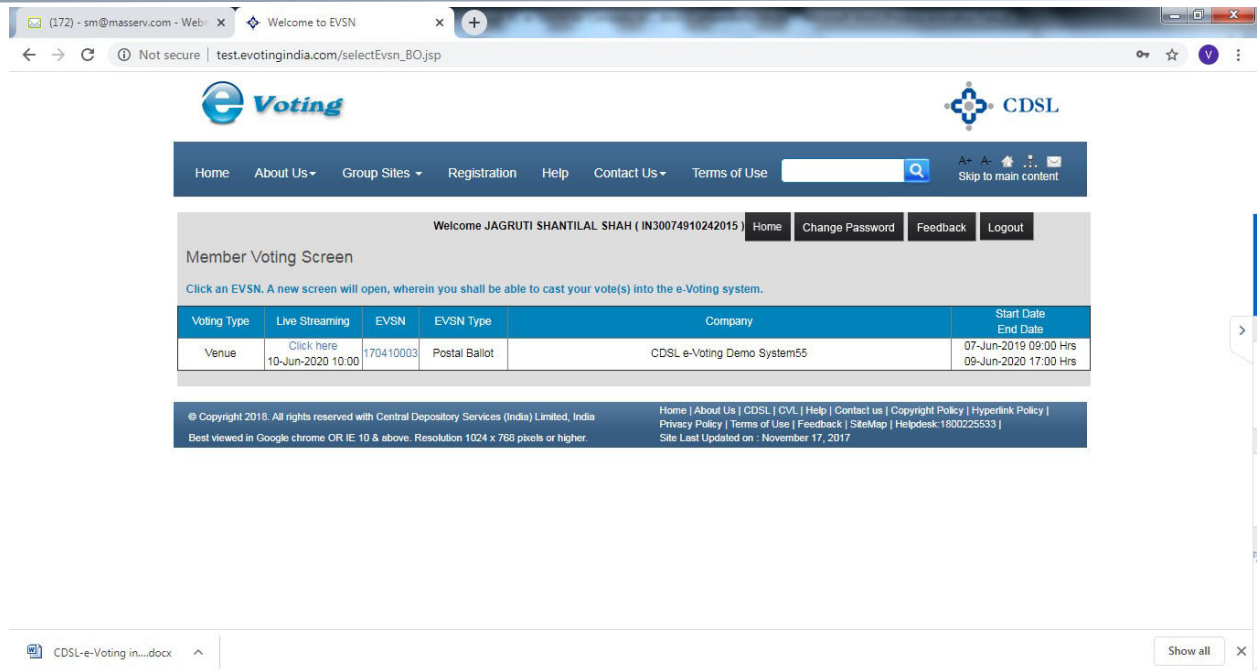 (172) - sm@masserv.com - Web
Welcome to EVSN
Not secure | test.evotingindia.com/selectEvsn_BO.jsp
V
e Voting
CDSL
Home About Us Group Sites Registration Help Contact Us Terms of Use
A+ A-
Skip to main content
Welcome JAGRUTI SHANTILAL SHAH ( IN30074910242015 ) Home Change Password Feedback Logout
Member Voting Screen
Click an EVSN. A new screen will open, wherein you shall be able to cast your vote(s) into the e-Voting system.
Voting Type Live Streaming EVSN EVSN Type Company Start Date
End Date
Venue Click here 170410003 Postal Ballot CDSL e-Voting Demo System55 07-Jun-2019 09:00 Hrs
10-Jun-2020 10:00 09-Jun-2020 17:00 Hrs
© Copyright 2018. All rights reserved with Central Depository Services (India) Limited, India
Best viewed in Google chrome OR IE 10 & above. Resolution 1024 x 768 pixels or higher.
Home | About Us | CDSL | CVL | Help | Contact us | Copyright Policy | Hyperlink Policy |
Privacy Policy | Terms of Use | Feedback | SiteMap | Helpdesk:1800225533 |
Site Last Updated on : November 17, 2017
CDSL-e-Voting in....docx
Show all